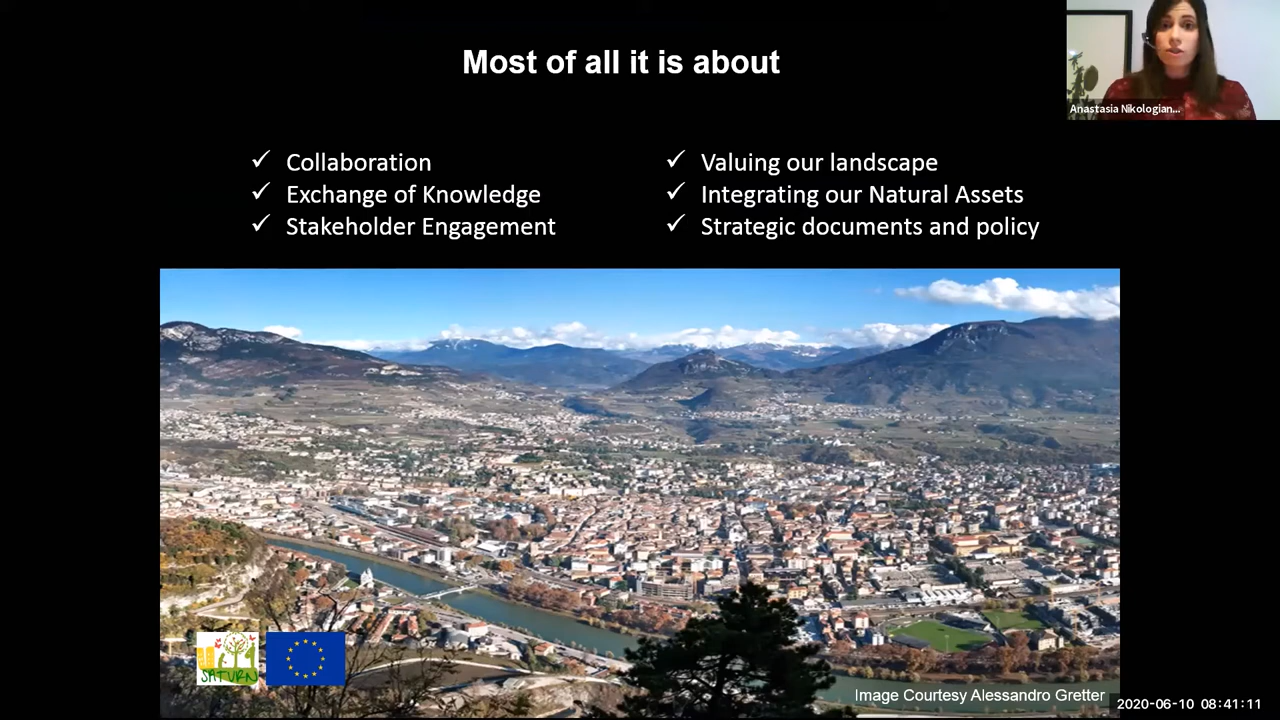 Most of all it is about
Anastasia Nikologian...
✓ Collaboration
✓ Exchange of Knowledge
✓ Stakeholder Engagement
✓ Valuing our landscape
✓ Integrating our Natural Assets
✓ Strategic documents and policy
SATURN
Image Courtesy Alessandro Gretter
2020-06-10 08:41:11